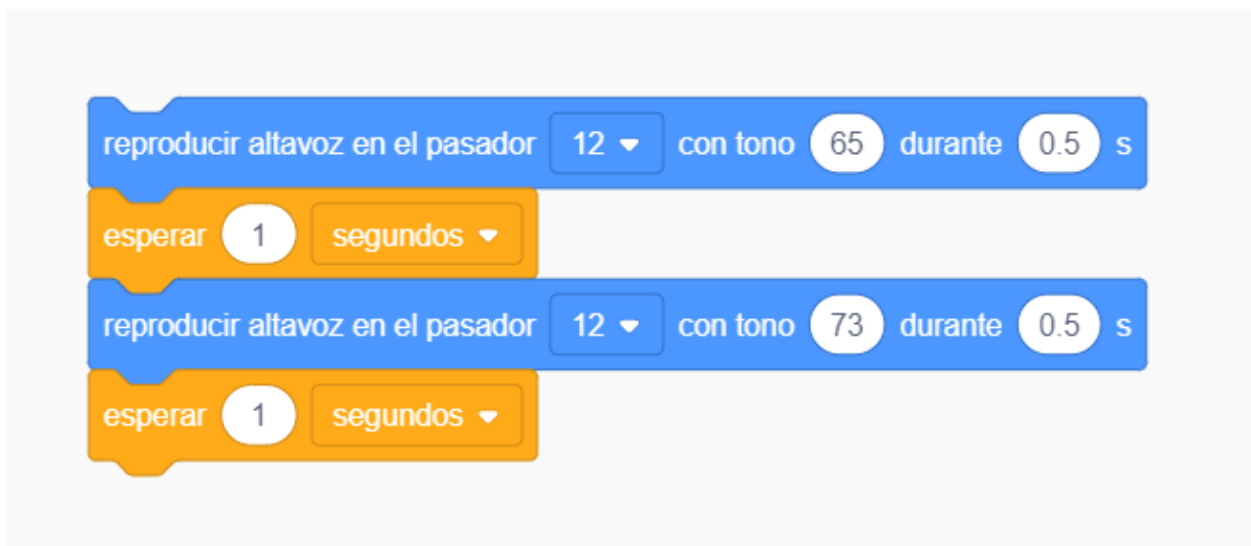 reproducir altavoz en el pasador 12 con tono 65 durante 0.5 s
esperar 1 segundos
reproducir altavoz en el pasador 12 con tono 73 durante 0.5 s
esperar 1 segundos